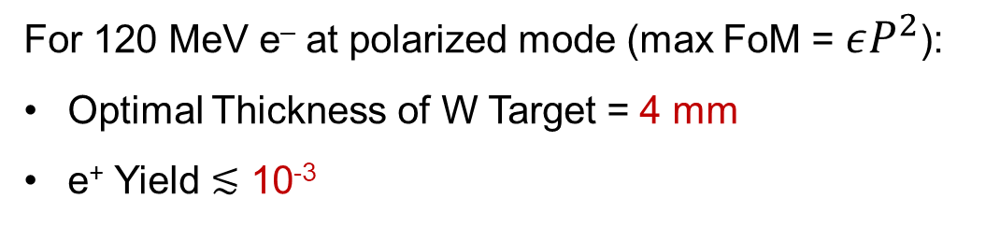 For 120 MeV e⁻ at polarized mode (max FoM = ϵP²):
• Optimal Thickness of W Target = 4 mm
• e⁺ Yield ≲ 10⁻³